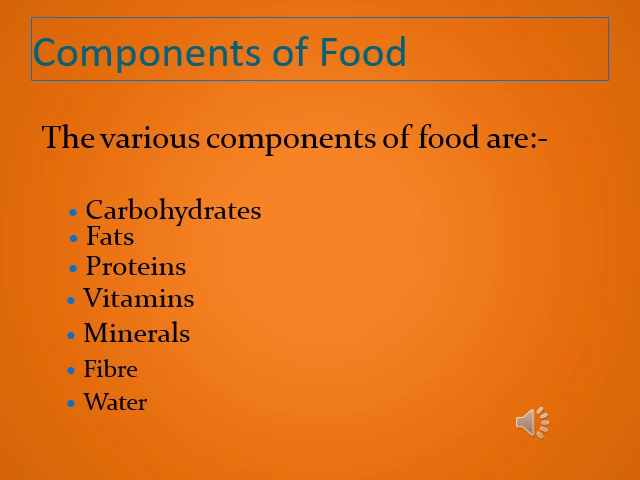 Components of Food
The various components of food are:-
• Carbohydrates
• Fats
• Proteins
• Vitamins
• Minerals
• Fibre
• Water